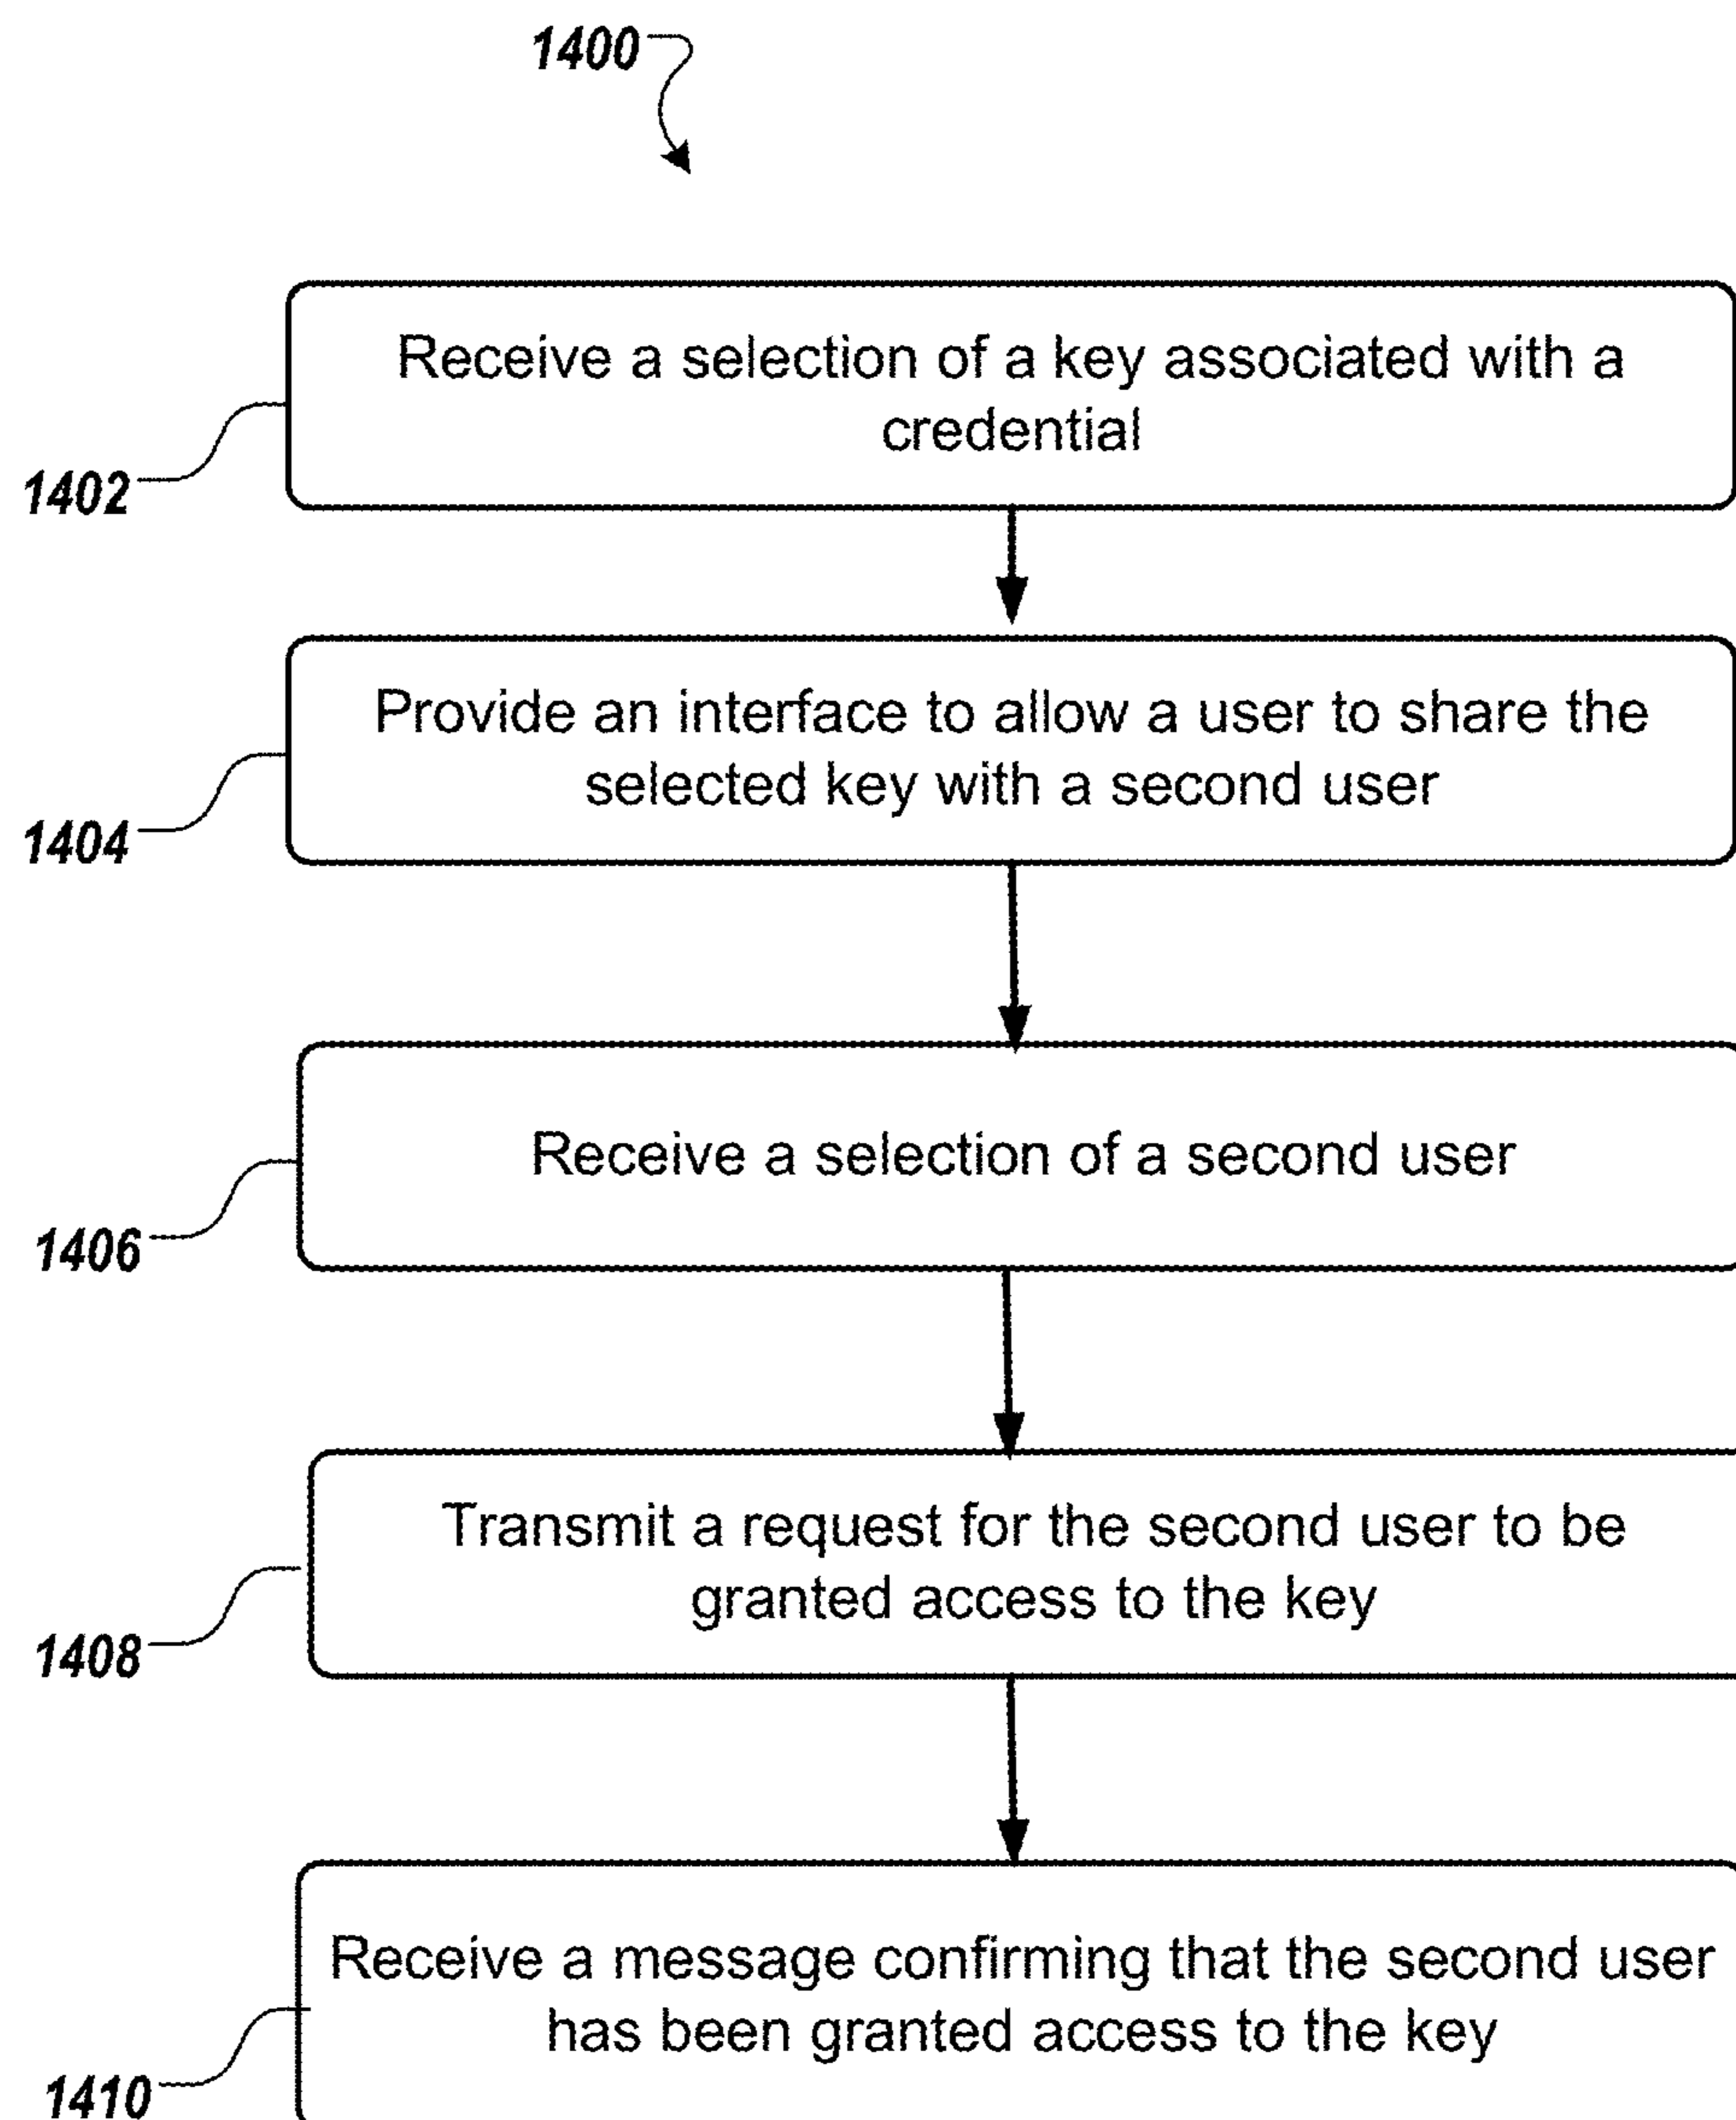 1400
Receive a selection of a key associated with a
credential
1402
Provide an interface to allow a user to share the
selected key with a second user
1404
Receive a selection of a second user
1406
Transmit a request for the second user to be
granted access to the key
1408
Receive a message confirming that the second user
has been granted access to the key
1410